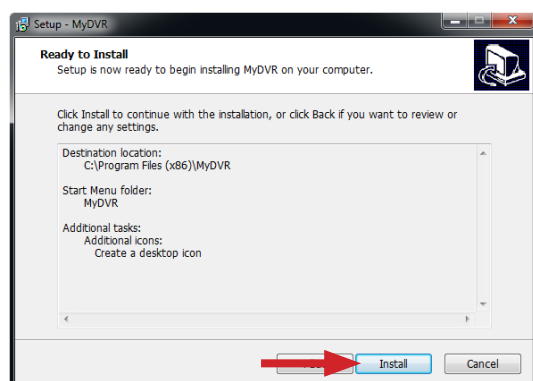 Setup - MyDVR
Ready to Install
Setup is now ready to begin installing MyDVR on your computer.
Click Install to continue with the installation, or click Back if you want to review or
change any settings.
Destination location:
C:\Program Files (x86)\MyDVR
Start Menu folder:
MyDVR
Additional tasks:
Additional icons:
Create a desktop icon
Install
Cancel